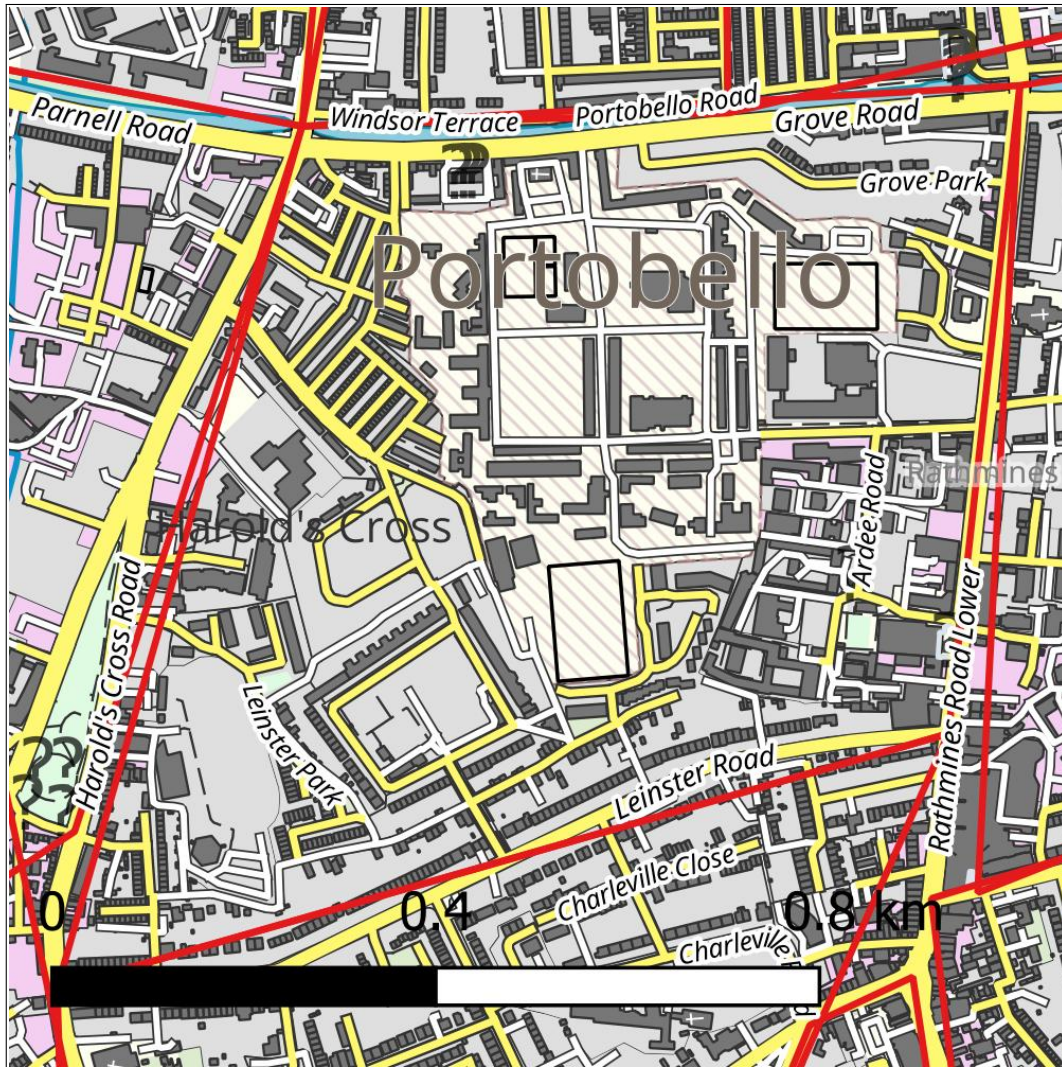 Parnell Road
Windsor Terrace
Portobello Road
Grove Road
Grove Park
Portobello
Rathmines
Harold's Cross
Ardee Road
Harold's Cross Road
Leinster Park
Leinster Road
Rathmines Road Lower
Charleville Close
Charleville
0
0.4
0.8 km